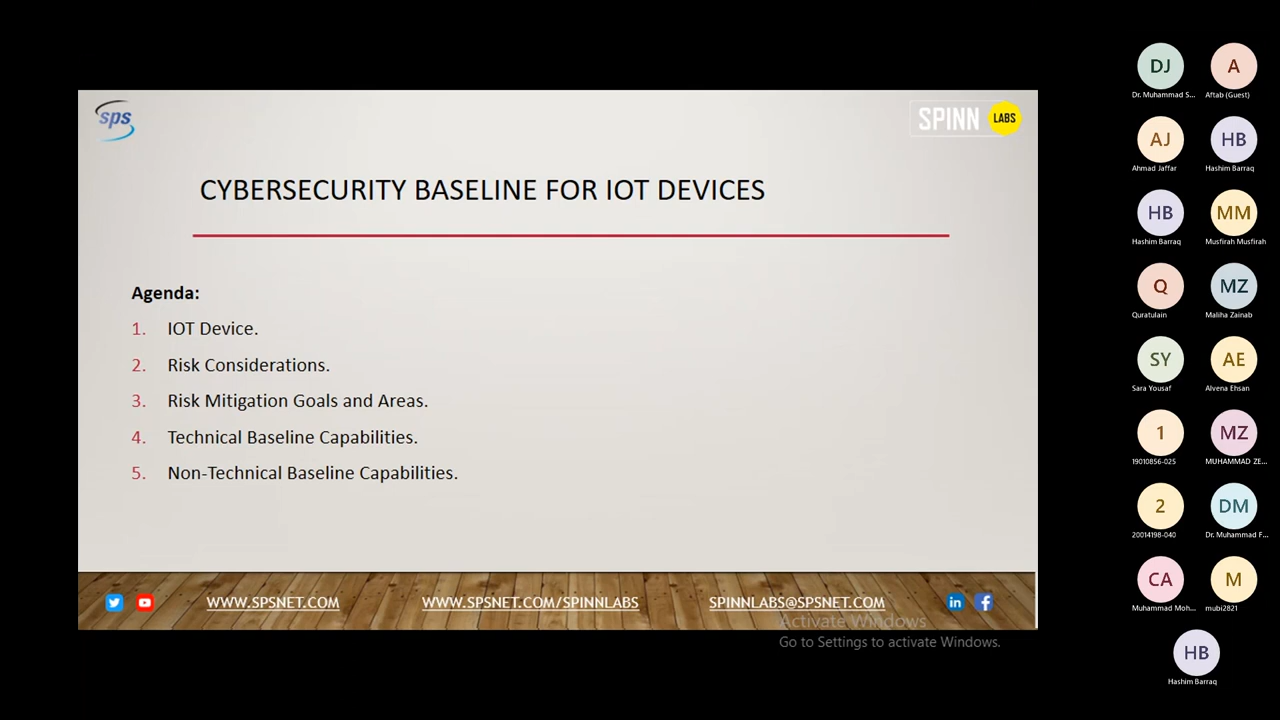 sps
SPINN LABS
CYBERSECURITY BASELINE FOR IOT DEVICES
Agenda:
1. IOT Device.
2. Risk Considerations.
3. Risk Mitigation Goals and Areas.
4. Technical Baseline Capabilities.
5. Non-Technical Baseline Capabilities.
WWW.SPSNET.COM
WWW.SPSNET.COM/SPINNLABS
SPINNLABS@SPSNET.COM
in
f
Activate Windows
Go to Settings to activate Windows.
DJ
Dr. Muhammad S...
A
Aftab (Guest)
AJ
Ahmad Jaffar
HB
Hashim Barraq
HB
Hashim Barraq
MM
Musfirah Musfirah
Q
Quratulain
MZ
Maliha Zainab
SY
Sara Yousaf
AE
Alvena Ehsan
1
19010856-025
MZ
MUHAMMAD ZE...
2
20014198-040
DM
Dr. Muhammad F...
CA
Muhammad Moh...
M
mubi2821
HB
Hashim Barraq